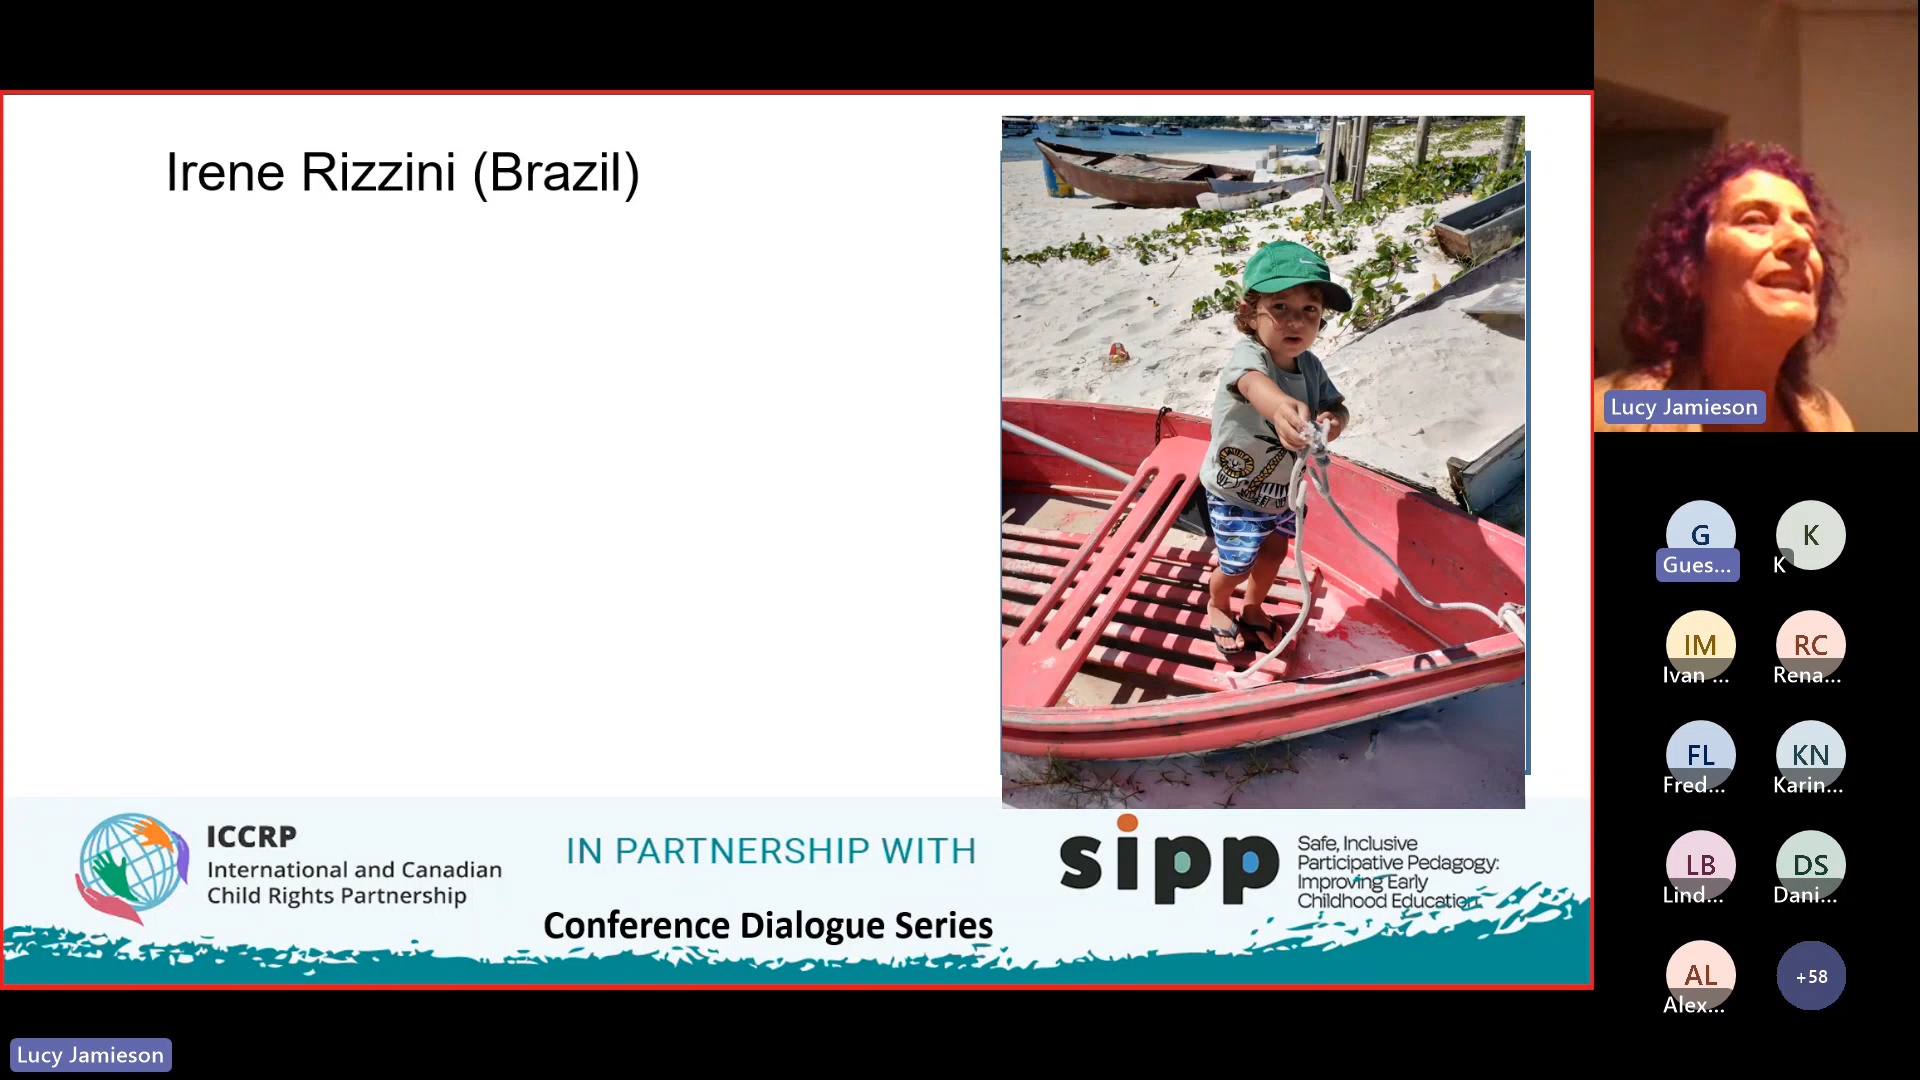 Irene Rizzini (Brazil)
ICCRP
International and Canadian
Child Rights Partnership
IN PARTNERSHIP WITH
Conference Dialogue Series
sipp
Safe, Inclusive
Participative Pedagogy:
Improving Early
Childhood Education.
Lucy Jamieson
G
Gues...
K
K
IM
Ivan ...
RC
Rena...
FL
Fred...
KN
Karin...
LB
Lind...
DS
Dani...
AL
Alex...
+58
Lucy Jamieson